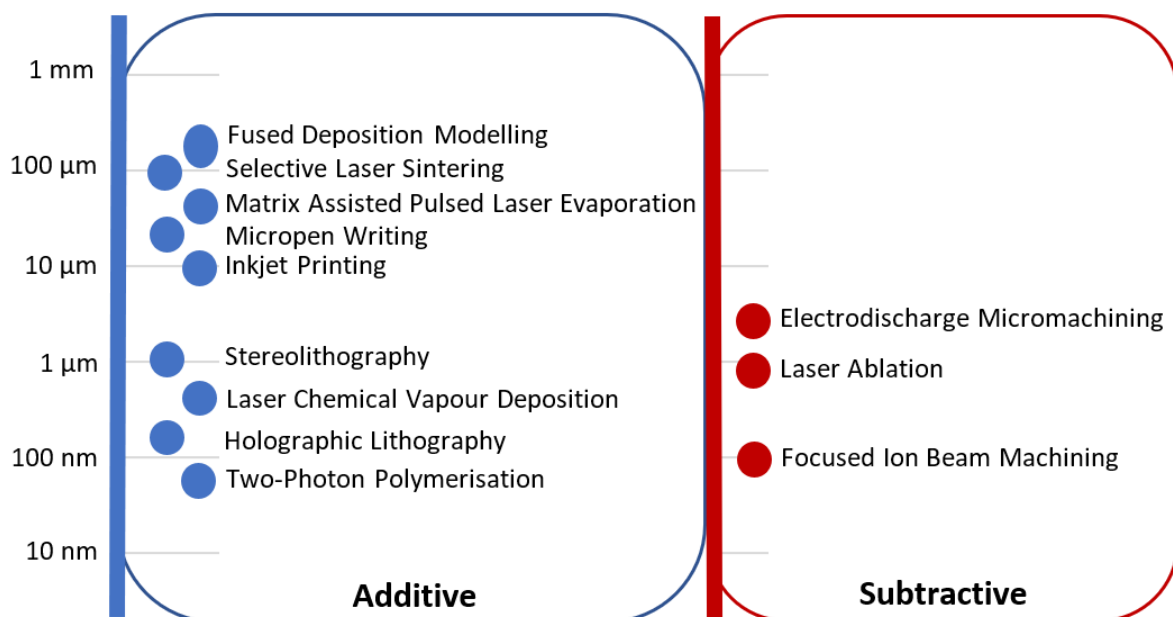 1 mm
100 µm
10 µm
1 µm
100 nm
10 nm
Fused Deposition Modelling
Selective Laser Sintering
Matrix Assisted Pulsed Laser Evaporation
Micropen Writing
Inkjet Printing
Stereolithography
Laser Chemical Vapour Deposition
Holographic Lithography
Two-Photon Polymerisation
Additive
Electrodischarge Micromachining
Laser Ablation
Focused Ion Beam Machining
Subtractive